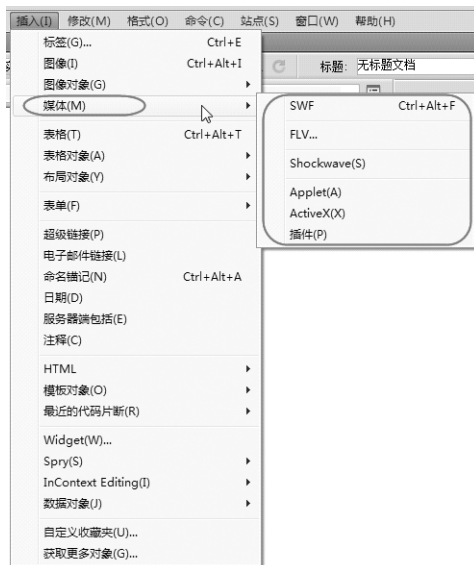 插入(I) 修改(M) 格式(O) 命令(C) 站点(S) 窗口(W) 帮助(H)
标签(G)... Ctrl+E
图像(I) Ctrl+Alt+I
标题: 无标题文档
图像对象(G)
媒体(M)
SWF Ctrl+Alt+F
FLV...
Shockwave(S)
Applet(A)
ActiveX(X)
插件(P)
表格(T) Ctrl+Alt+T
表格对象(A)
布局对象(Y)
表单(F)
超级链接(P)
电子邮件链接(L)
命名锚记(N) Ctrl+Alt+A
日期(D)
服务器端包括(E)
注释(C)
HTML
模板对象(O)
最近的代码片断(R)
Widget(W)...
Spry(S)
InContext Editing(I)
数据对象(J)
自定义收藏夹(U)...
获取更多对象(G)...